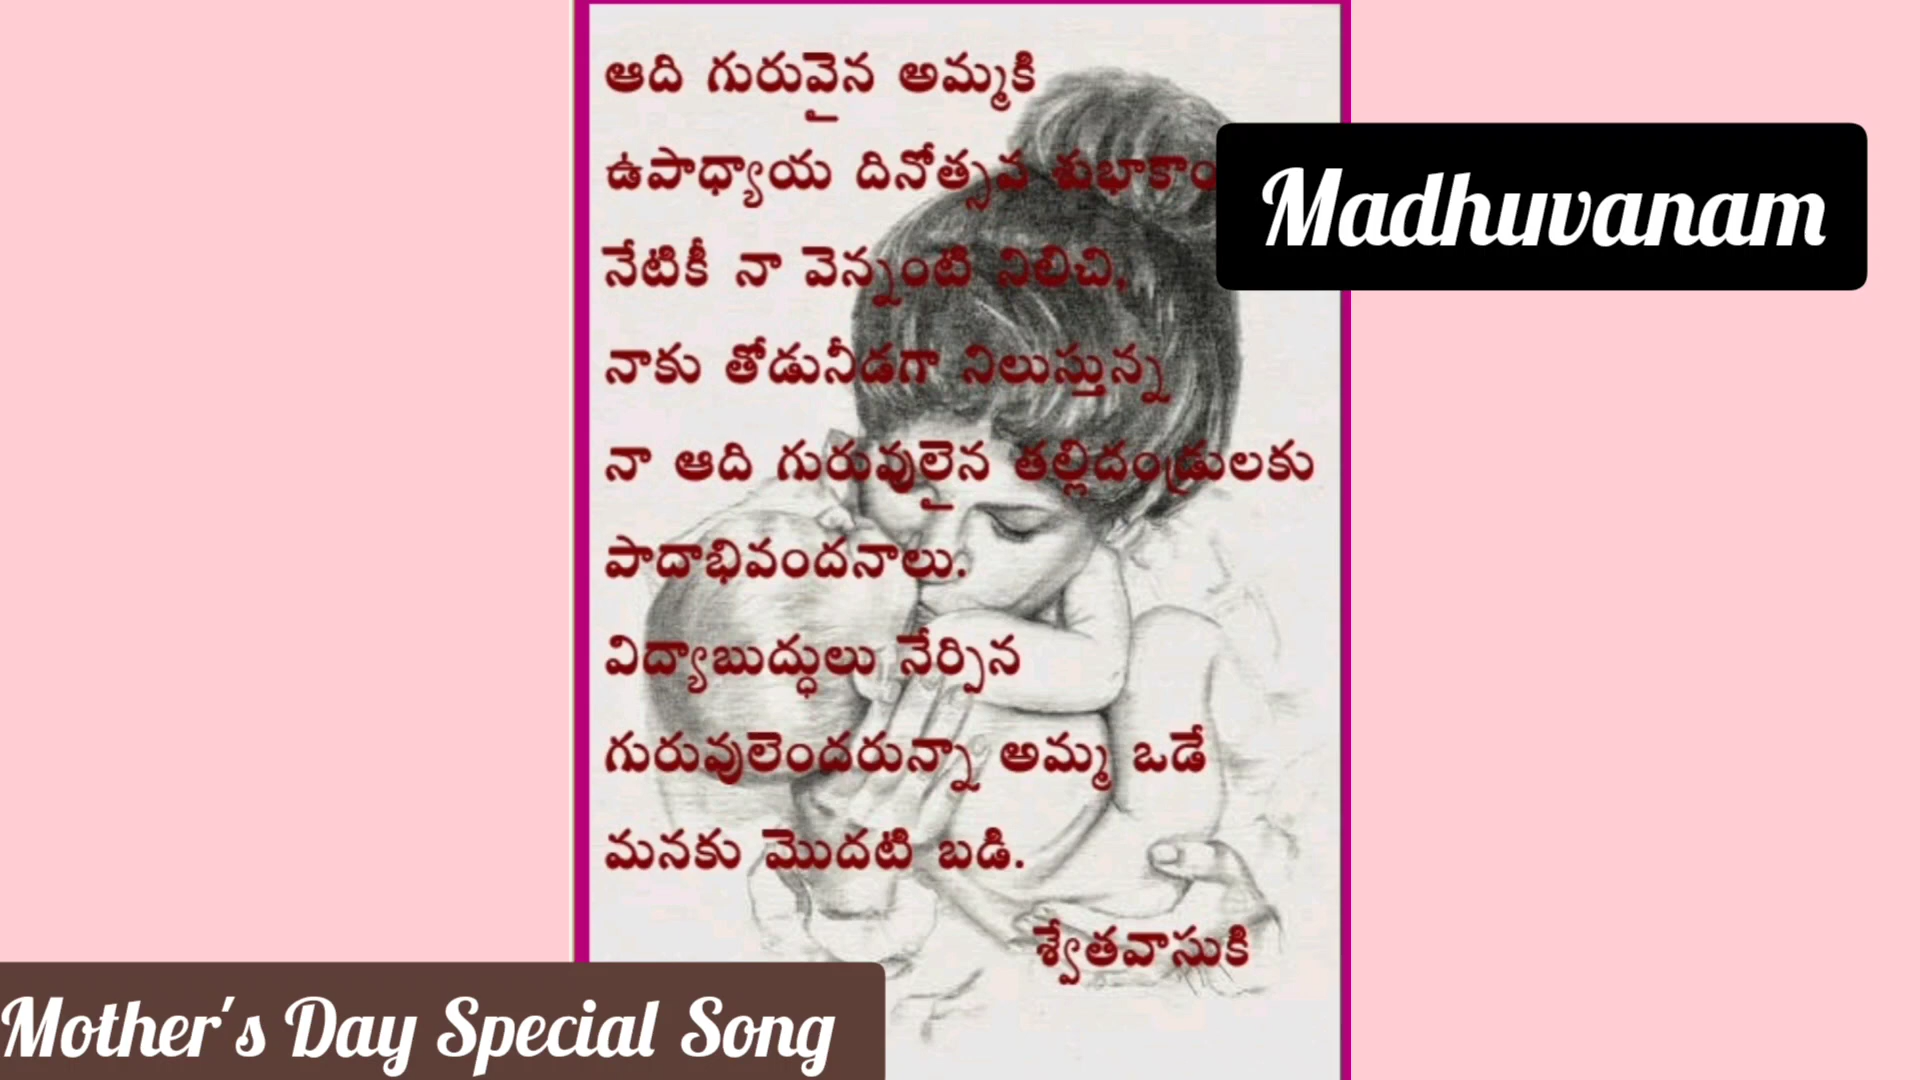 ఆది గురువైన అమ్మకి
ఉపాధ్యాయ దినోత్సవ
Madhuvanam
నేటికీ నా వెన్నంటి నిలిచి,
నాకు తోడునీడగా నిలుస్తున్న
నా ఆది గురువులైన తల్లిదండ్రులకు
పాదాభివందనాలు.
విద్యాబుద్ధులు నేర్పిన
గురువులెందరున్నా అమ్మ ఒడే
మనకు మొదటి బడి.
శ్వేతవాసుకి
Mother's Day Special Song